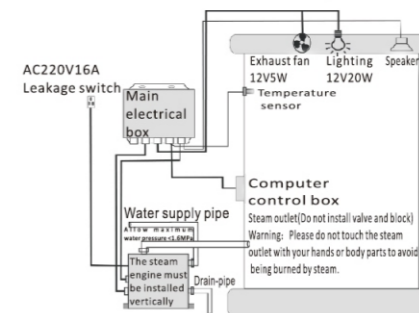 Exhaust fan
12V5W
Lighting
12V20W
Speaker
AC220V16A
Leakage switch
Main
electrical
box
Temperature
sensor
Computer
control box
Water supply pipe
Allow maximum
water pressure <1.6MPa
Steam outlet(Do not install valve and block)
Warning: Please do not touch the steam
outlet with your hands or body parts to avoid
being burned by steam.
The steam
engine must
be installed
vertically
Drain-pipe